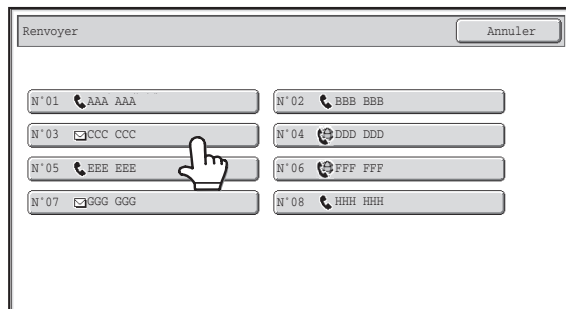 Renvoyer
Annuler
N°01 AAA AAA
N°02 BBB BBB
N°03 CCC CCC
N°04 DDD DDD
N°05 EEE EEE
N°06 FFF FFF
N°07 GGG GGG
N°08 HHH HHH